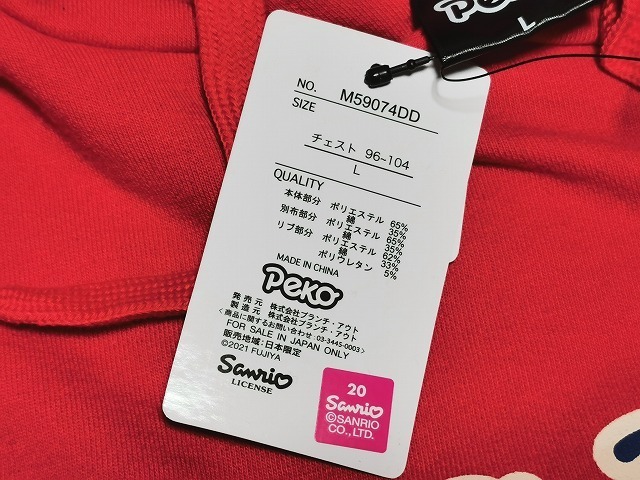 Peko
L
NO. M59074DD
SIZE
チェスト 96-104
L
QUALITY
本体部分 ポリエステル 65%
綿 35%
別布部分 ポリエステル 65%
綿 35%
リブ部分 ポリエステル 62%
綿 33%
ポリウレタン 5%
MADE IN CHINA
Peko
発売元 株式会社ブランチ・アウト
製造元 株式会社ブランチ・アウト
〈商品に関するお問い合わせ:03-3445-0003〉
FOR SALE IN JAPAN ONLY
販売地域:日本限定
©2021 FUJIYA
Sanrio
LICENSE
20
Sanrio
©SANRIO
CO.,LTD.